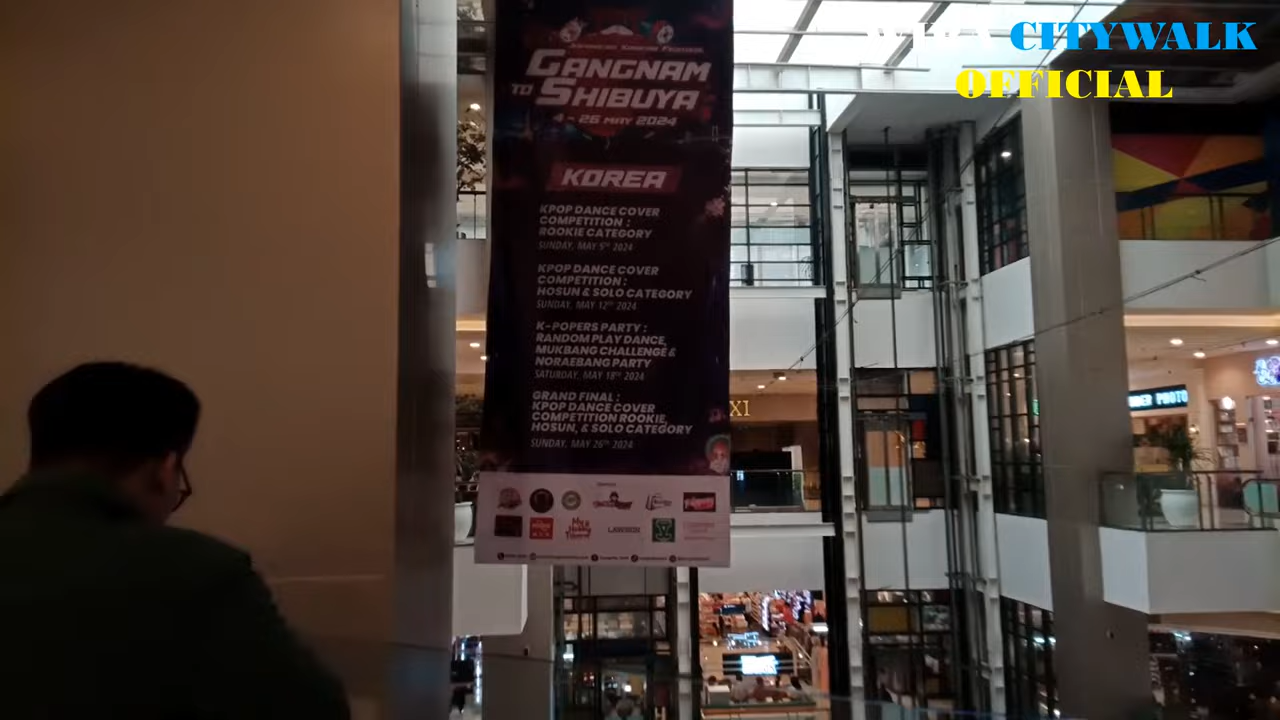 WIRA CITYWALK
OFFICIAL
GANGNAM
TO SHIBUYA
4 - 26 MAY 2024
KOREA
KPOP DANCE COVER
COMPETITION :
ROOKIE CATEGORY
SUNDAY, MAY 5TH 2024
KPOP DANCE COVER
COMPETITION :
HOSUN & SOLO CATEGORY
SUNDAY, MAY 12TH 2024
K-POPERS PARTY :
RANDOM PLAY DANCE,
MUKBANG CHALLENGE &
NORAEBANG PARTY
SATURDAY, MAY 18TH 2024
GRAND FINAL :
KPOP DANCE COVER
COMPETITION ROOKIE,
HOSUN, & SOLO CATEGORY
SUNDAY, MAY 26TH 2024
LAWSON
XI
PHOTO